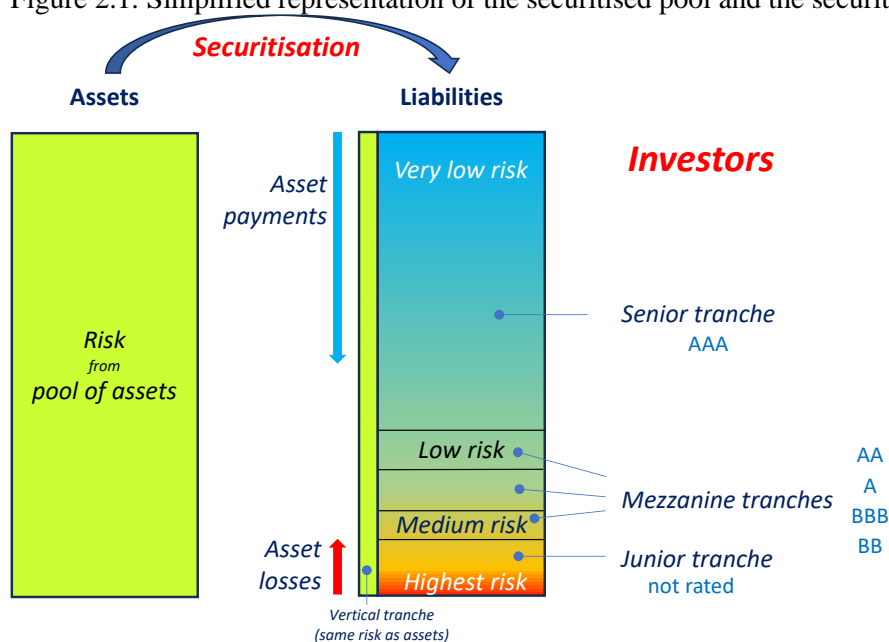 Figure 2.1: Simplified representation of the securitised pool and the securit
Securitisation
Assets
Liabilities
Very low risk
Investors
Asset
payments
Senior tranche
AAA
Risk
from
pool of assets
Low risk
AA
A
Mezzanine tranches
BBB
Medium risk
BB
Asset
losses
Junior tranche
not rated
Highest risk
Vertical tranche
(same risk as assets)